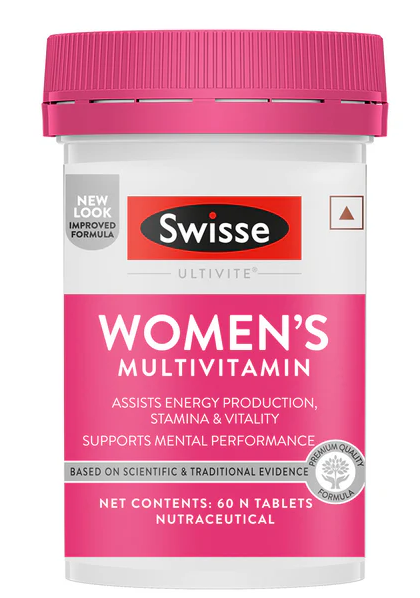 NEW
LOOK
IMPROVED
FORMULA
Swisse
ULTIVITE®
WOMEN'S
MULTIVITAMIN
ASSISTS ENERGY PRODUCTION,
STAMINA & VITALITY
SUPPORTS MENTAL PERFORMANCE
BASED ON SCIENTIFIC & TRADITIONAL EVIDENCE
PREMIUM QUALITY
FORMULA
NET CONTENTS: 60 N TABLETS
NUTRACEUTICAL